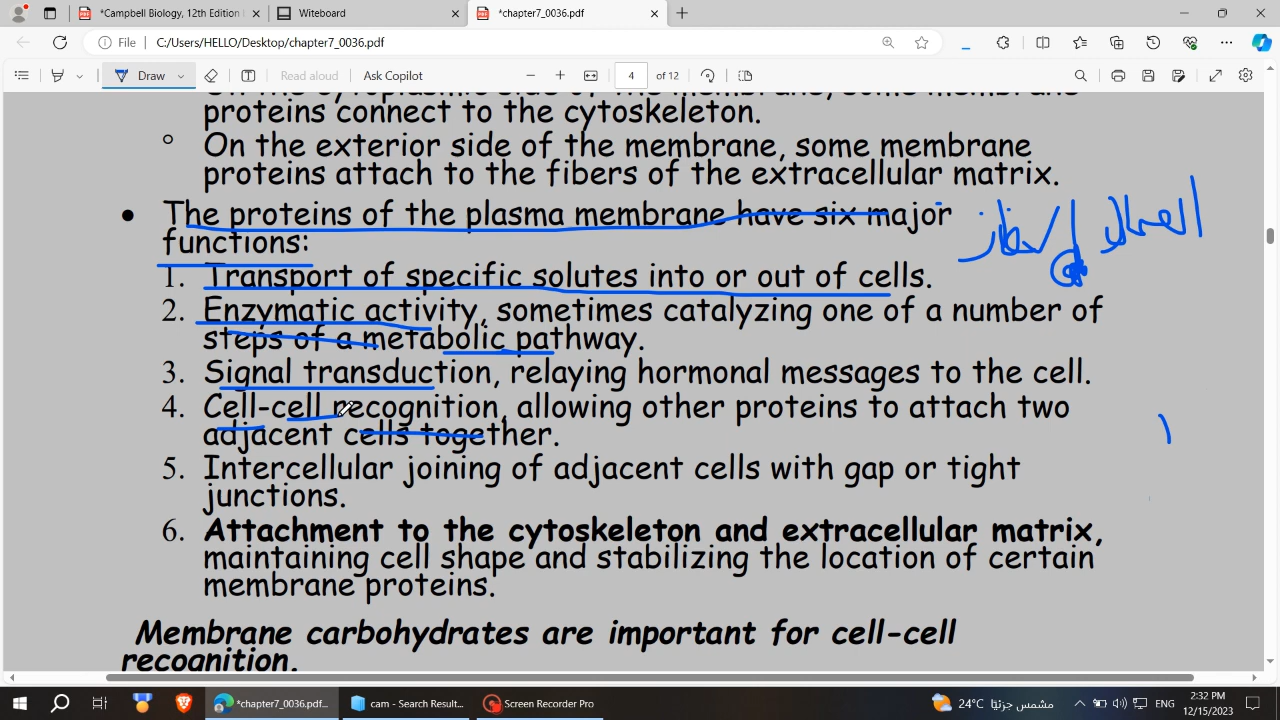 *Campbell Biology, 12th Edition
Witeboard
*chapter7_0036.pdf
File
C:/Users/HELLO/Desktop/chapter7_0036.pdf
Draw
Read aloud
Ask Copilot
4
of 12
proteins connect to the cytoskeleton.
On the exterior side of the membrane, some membrane
proteins attach to the fibers of the extracellular matrix.
The proteins of the plasma membrane have six major
functions:
1. Transport of specific solutes into or out of cells.
2. Enzymatic activity, sometimes catalyzing one of a number of
steps of a metabolic pathway.
3. Signal transduction, relaying hormonal messages to the cell.
4. Cell-cell recognition, allowing other proteins to attach two
adjacent cells together.
5. Intercellular joining of adjacent cells with gap or tight
junctions.
6. Attachment to the cytoskeleton and extracellular matrix,
maintaining cell shape and stabilizing the location of certain
membrane proteins.
Membrane carbohydrates are important for cell-cell
recognition.
*chapter7_0036.pdf...
cam - Search Result...
Screen Recorder Pro
24°C مشمس جزئيًا
ENG
2:32 PM
12/15/2023